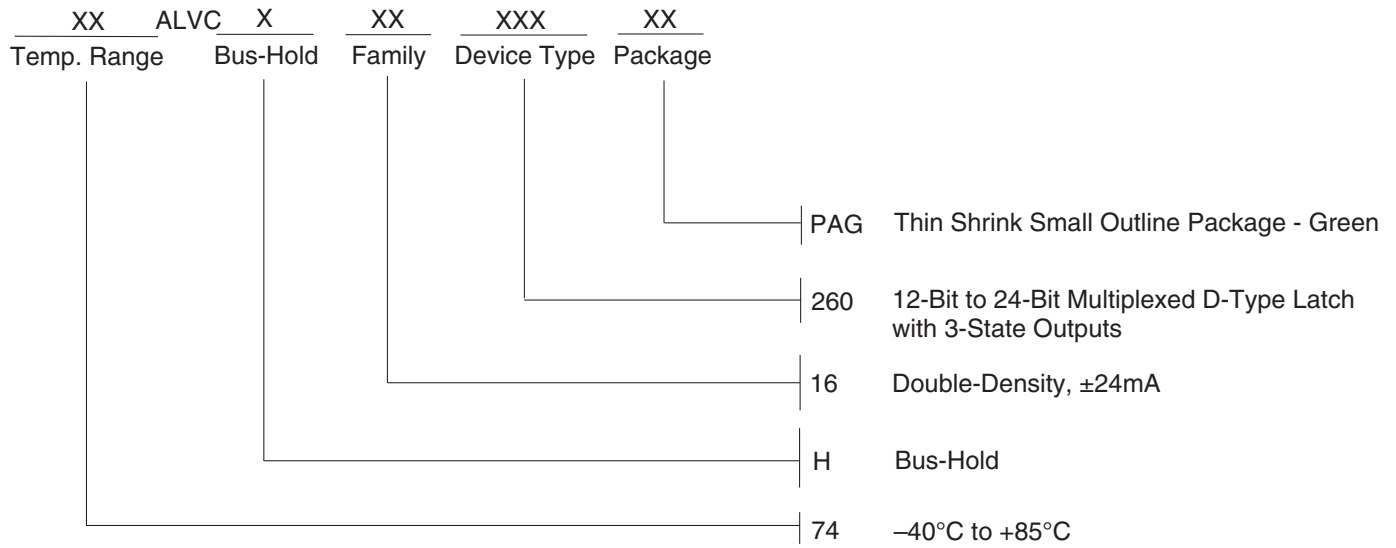 XX ALVC X XX XXX XX
Temp. Range Bus-Hold Family Device Type Package
PAG Thin Shrink Small Outline Package - Green
260 12-Bit to 24-Bit Multiplexed D-Type Latch
with 3-State Outputs
16 Double-Density, ±24mA
H Bus-Hold
74 –40°C to +85°C